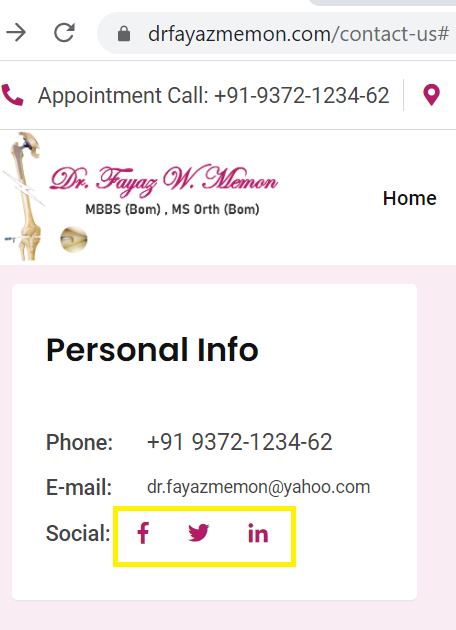 drfayazmemon.com/contact-us#
Appointment Call: +91-9372-1234-62
Dr. Fayaz W. Memon
MBBS (Bom) , MS Orth (Bom)
Home
Personal Info
Phone: +91 9372-1234-62
E-mail: dr.fayazmemon@yahoo.com
Social: